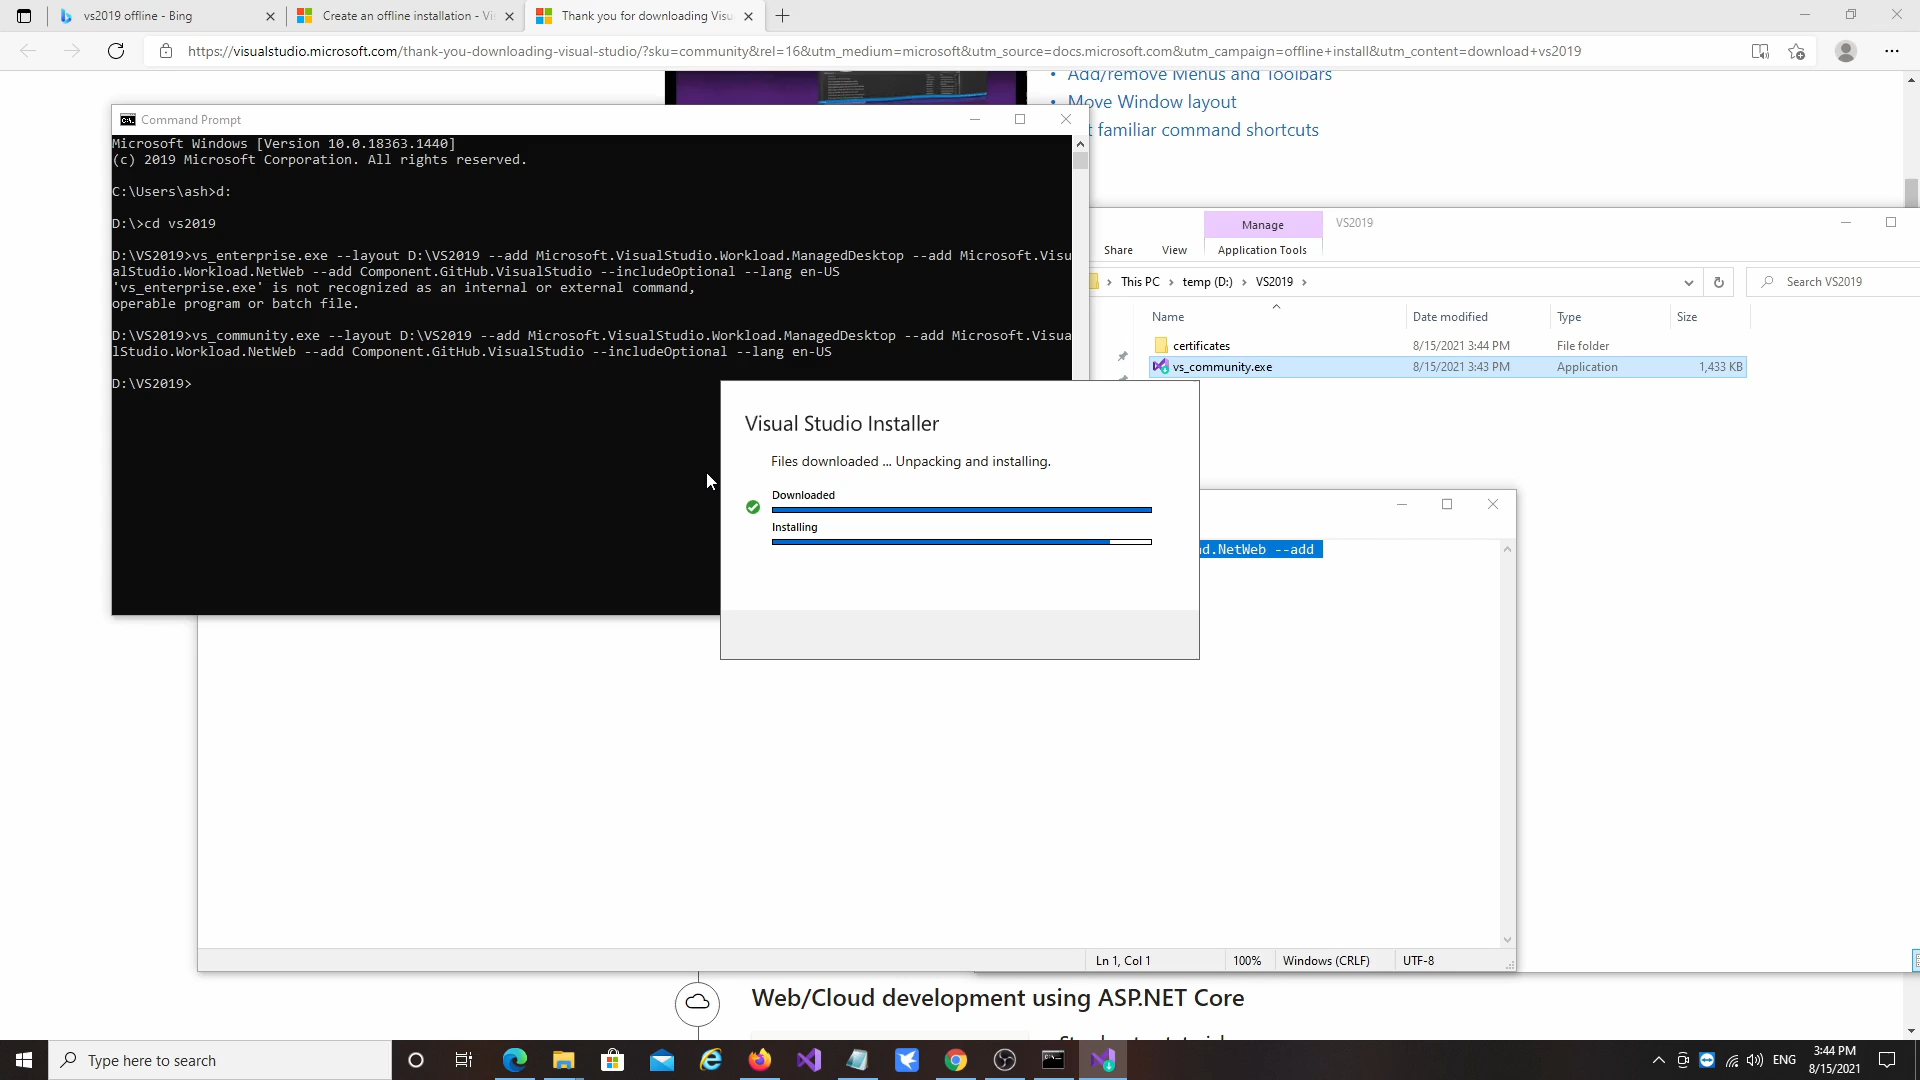 vs2019 offline - Bing
Create an offline installation - Vi
Thank you for downloading Visu
https://visualstudio.microsoft.com/thank-you-downloading-visual-studio/?sku=community&rel=16&utm_medium=microsoft&utm_source=docs.microsoft.com&utm_campaign=offline+install&utm_content=download+vs2019
• Add/remove Menus and Toolbars
• Move Window layout
t familiar command shortcuts
Command Prompt
Microsoft Windows [Version 10.0.18363.1440]
(c) 2019 Microsoft Corporation. All rights reserved.
C:\Users\ash>d:
D:\>cd vs2019
D:\VS2019>vs_enterprise.exe --layout D:\VS2019 --add Microsoft.VisualStudio.Workload.ManagedDesktop --add Microsoft.Visu
alStudio.Workload.NetWeb --add Component.GitHub.VisualStudio --includeOptional --lang en-US
'vs_enterprise.exe' is not recognized as an internal or external command,
operable program or batch file.
D:\VS2019>vs_community.exe --layout D:\VS2019 --add Microsoft.VisualStudio.Workload.ManagedDesktop --add Microsoft.Visua
lStudio.Workload.NetWeb --add Component.GitHub.VisualStudio --includeOptional --lang en-US
D:\VS2019>
Manage
VS2019
Share
View
Application Tools
This PC > temp (D:) > VS2019 >
Search VS2019
Name
Date modified
Type
Size
certificates
8/15/2021 3:44 PM
File folder
vs_community.exe
8/15/2021 3:43 PM
Application
1,433 KB
Visual Studio Installer
Files downloaded ... Unpacking and installing.
Downloaded
Installing
d.NetWeb --add
Ln 1, Col 1
100%
Windows (CRLF)
UTF-8
Web/Cloud development using ASP.NET Core
Type here to search
ENG
3:44 PM
8/15/2021